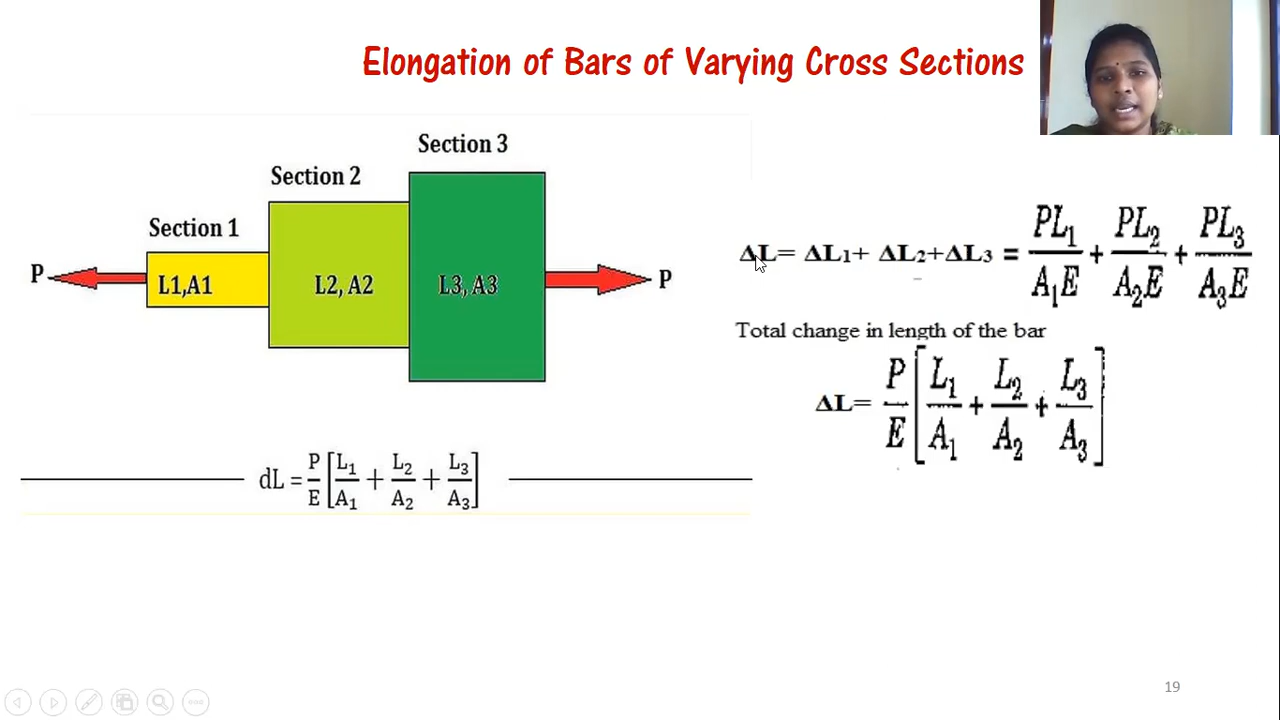 Elongation of Bars of Varying Cross Sections
Section 3
Section 2
Section 1
P
L1,A1
L2, A2
L3, A3
P
ΔL= ΔL₁+ ΔL₂+ΔL₃ = PL₁/A₁E + PL₂/A₂E + PL₃/A₃E
Total change in length of the bar
ΔL= P/E [L₁/A₁ + L₂/A₂ + L₃/A₃]
dL = P/E [L₁/A₁ + L₂/A₂ + L₃/A₃]
19